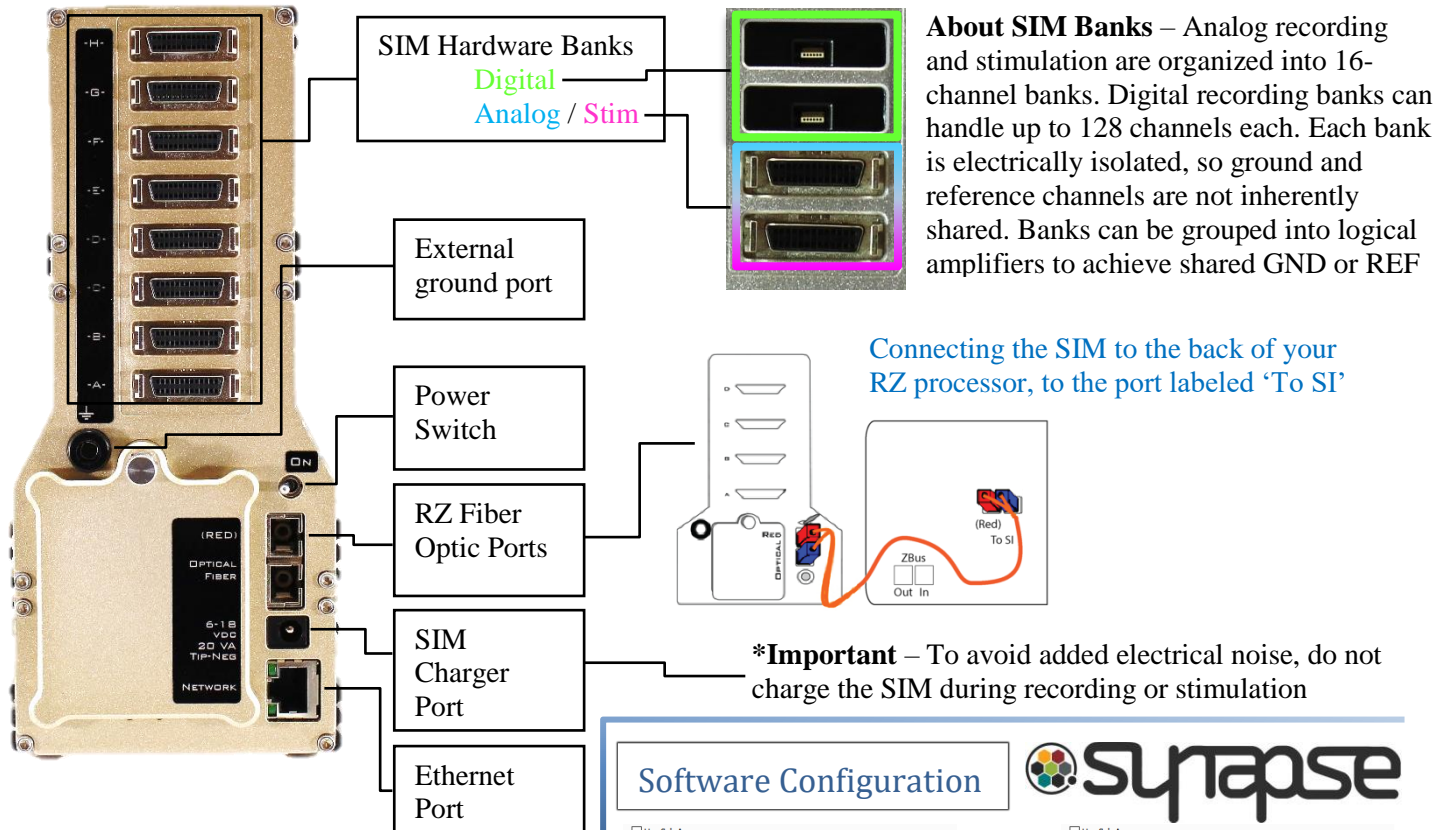 -H-
-G-
-F-
-E-
-D-
-C-
-B-
-A-
ON
(RED)
OPTICAL
FIBER
6-18
VDC
20 VA
TIP-NEG
NETWORK
SIM Hardware Banks
Digital
Analog / Stim
External
ground port
Power
Switch
RZ Fiber
Optic Ports
SIM
Charger
Port
Ethernet
Port
About SIM Banks – Analog recording
and stimulation are organized into 16-
channel banks. Digital recording banks can
handle up to 128 channels each. Each bank
is electrically isolated, so ground and
reference channels are not inherently
shared. Banks can be grouped into logical
amplifiers to achieve shared GND or REF
Connecting the SIM to the back of your
RZ processor, to the port labeled ‘To SI’
D
C
B
A
RED
OPTICAL
(Red)
To SI
ZBus
Out In
*Important – To avoid added electrical noise, do not
charge the SIM during recording or stimulation
Software Configuration
synapse